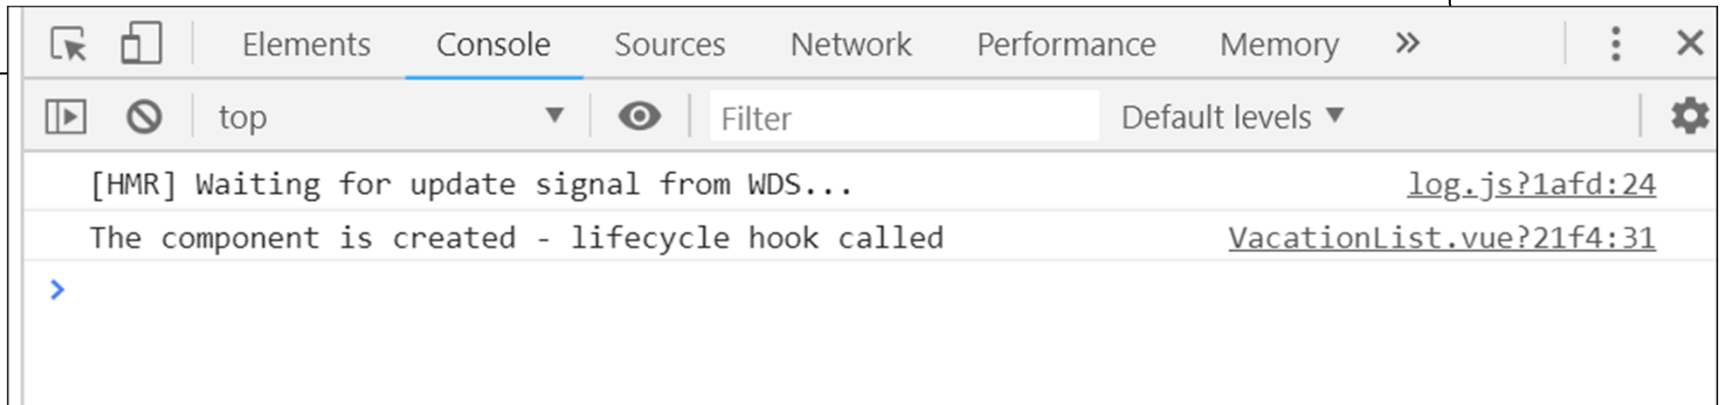 Elements Console Sources Network Performance Memory
top Filter Default levels
[HMR] Waiting for update signal from WDS... log.js?1afd:24
The component is created - lifecycle hook called VacationList.vue?21f4:31